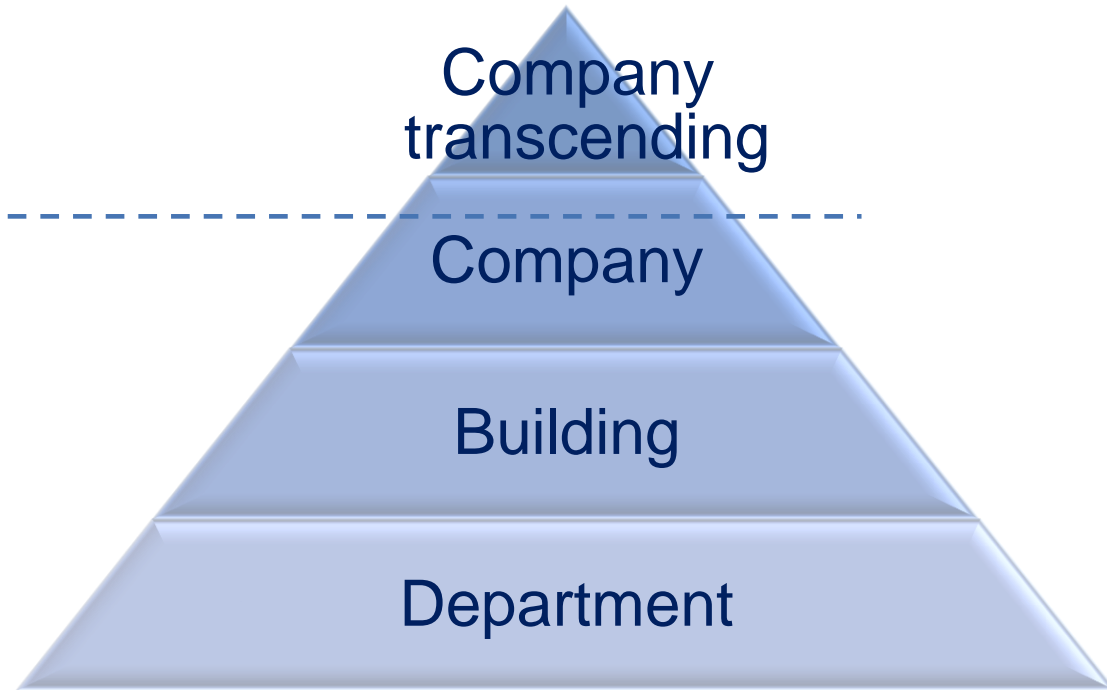 Company
transcending
Company
Building
Department